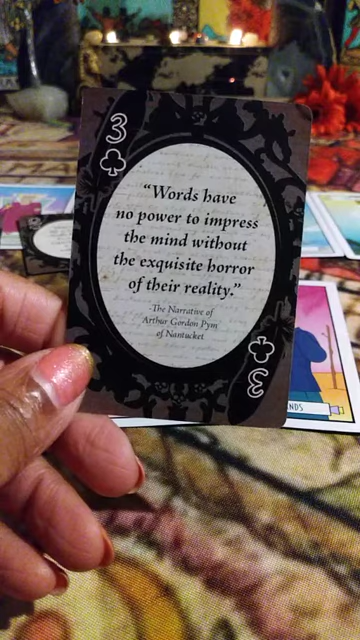 3
“Words have
no power to impress
the mind without
the exquisite horror
of their reality.”
-The Narrative of
Arthur Gordon Pym
of Nantucket
3
NDS